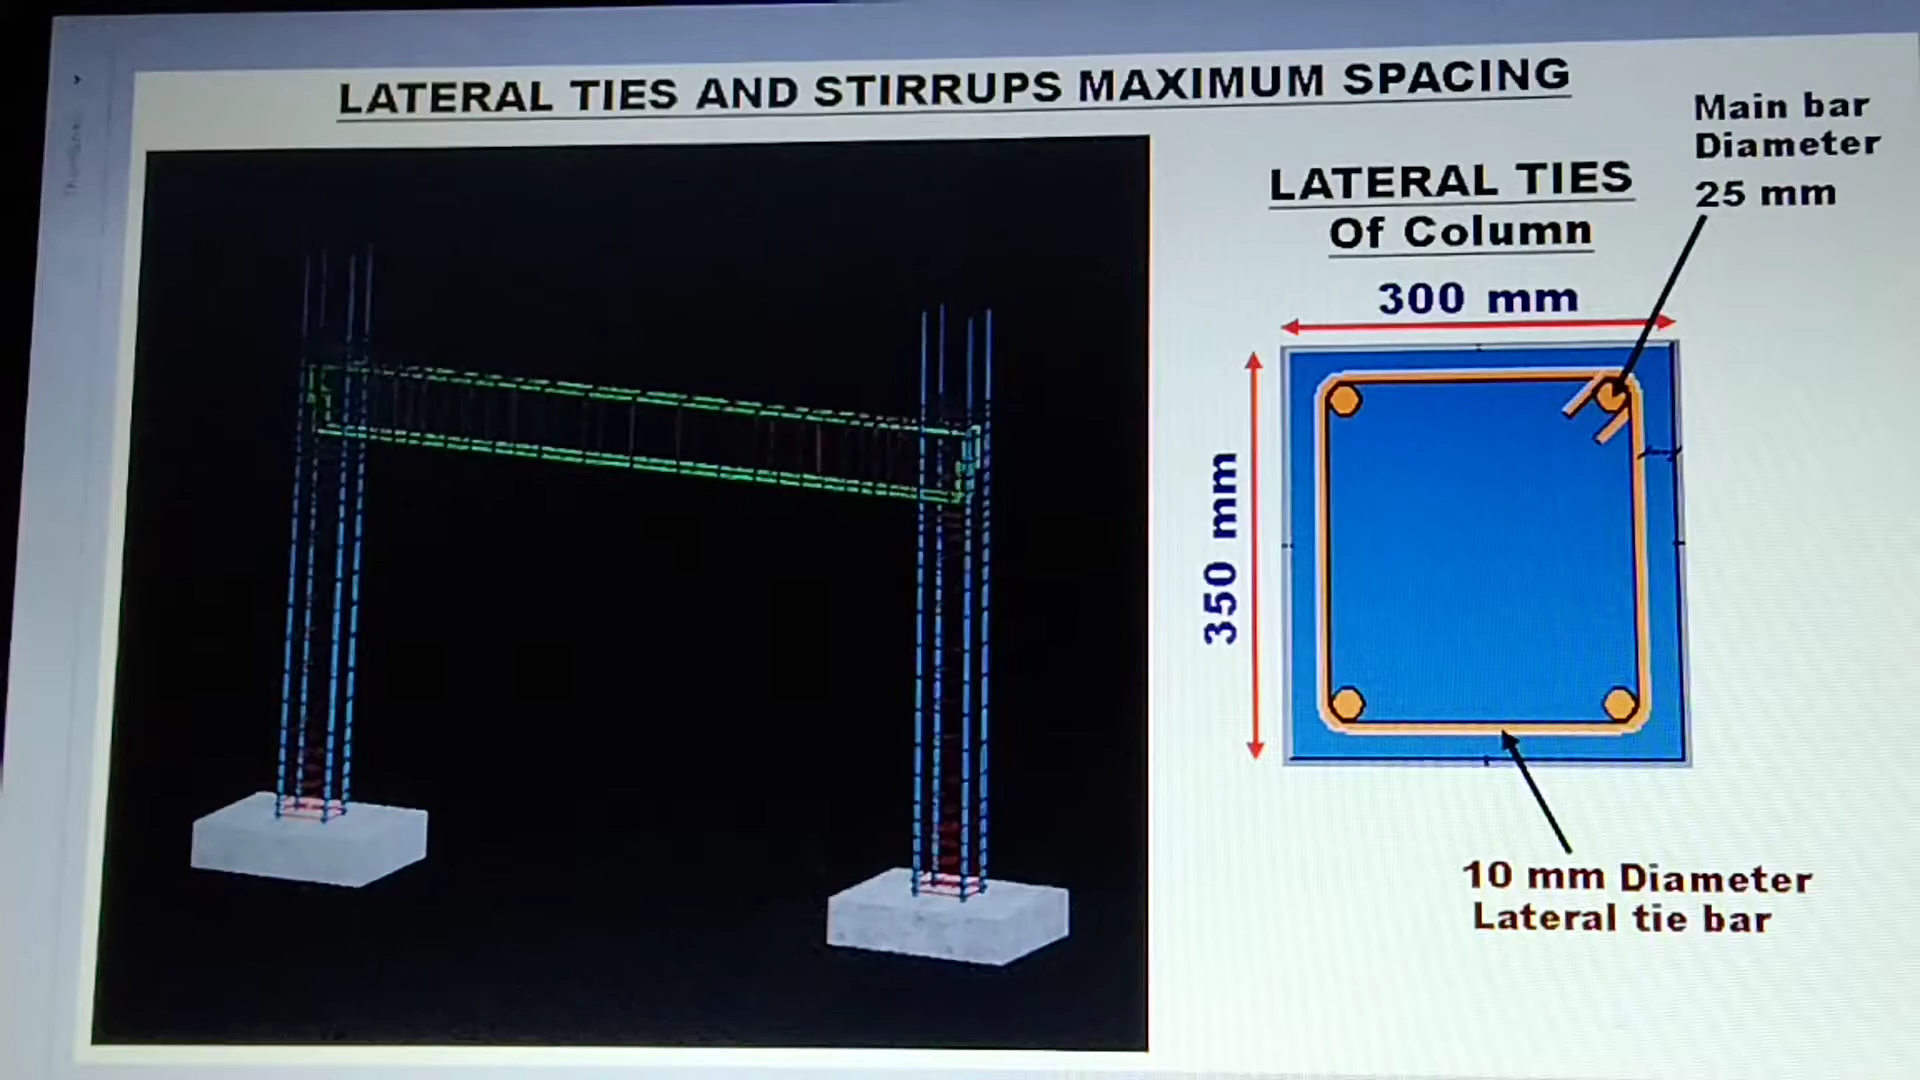 LATERAL TIES AND STIRRUPS MAXIMUM SPACING
Main bar
Diameter
25 mm
LATERAL TIES
Of Column
300 mm
350 mm
10 mm Diameter
Lateral tie bar